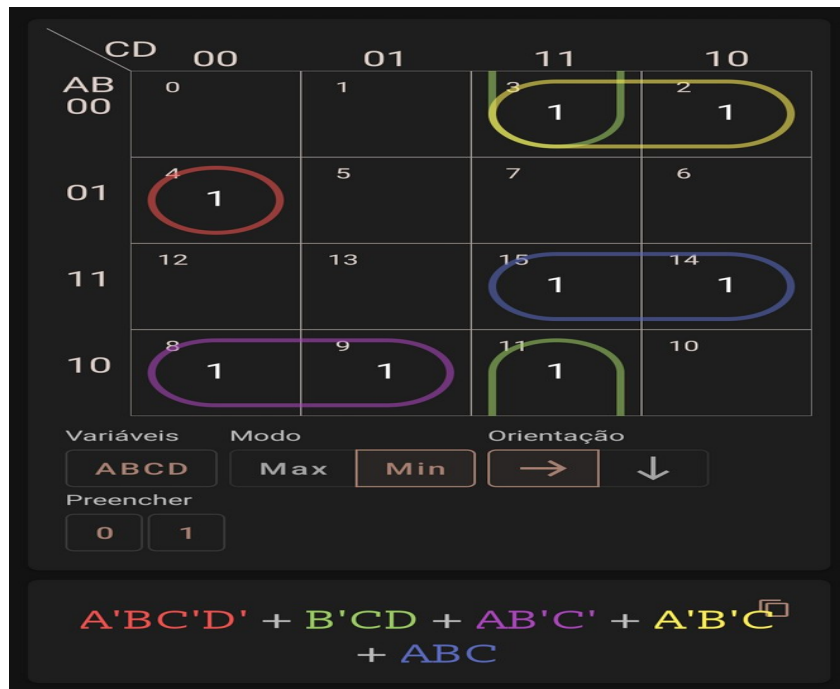 CD 00 01 11 10
AB
00 0 1 3 1 2 1
01 4 1 5 7 6
11 12 13 15 1 14 1
10 8 1 9 1 11 1 10
Variáveis Modo Orientação
ABCD Max Min → ↓
Preencher
0 1
A'BC'D' + B'CD + AB'C' + A'B'C
+ ABC